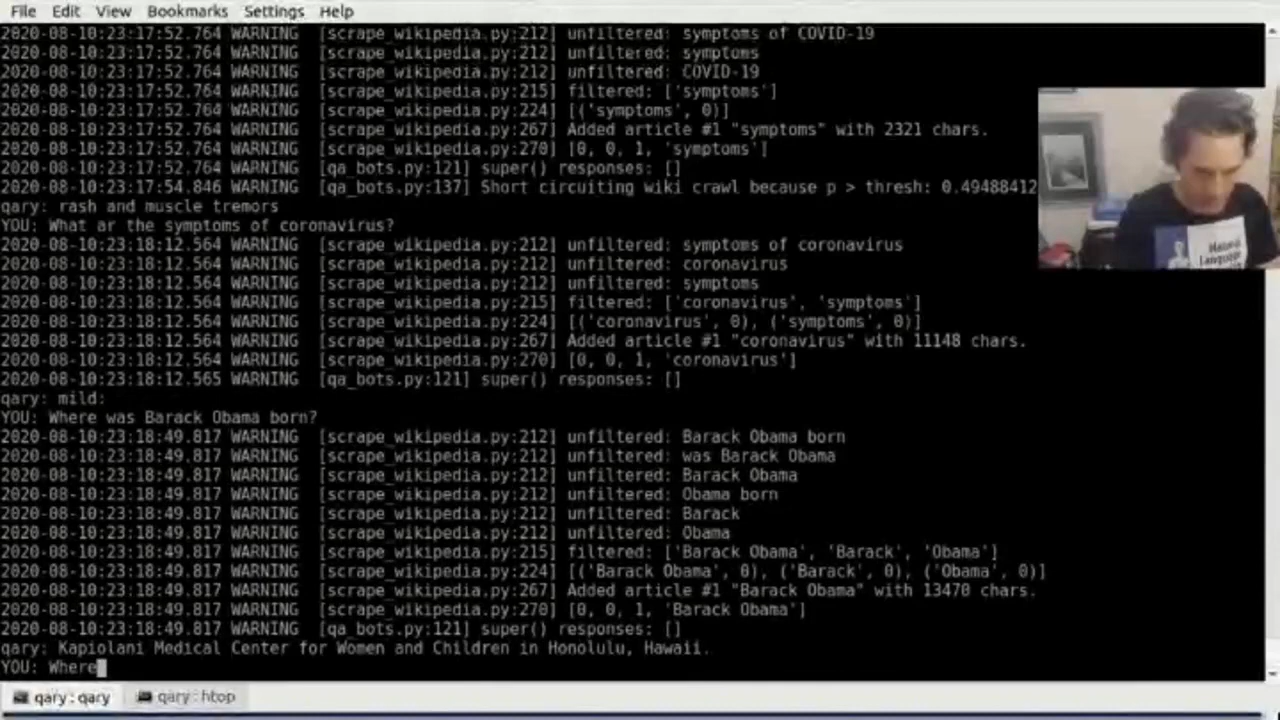 File Edit View Bookmarks Settings Help
2020-08-10:23:17:52.764 WARNING [scrape_wikipedia.py:212] unfiltered: symptoms of COVID-19
2020-08-10:23:17:52.764 WARNING [scrape_wikipedia.py:212] unfiltered: symptoms
2020-08-10:23:17:52.764 WARNING [scrape_wikipedia.py:212] unfiltered: COVID-19
2020-08-10:23:17:52.764 WARNING [scrape_wikipedia.py:215] filtered: ['symptoms']
2020-08-10:23:17:52.764 WARNING [scrape_wikipedia.py:224] [('symptoms', 0)]
2020-08-10:23:17:52.764 WARNING [scrape_wikipedia.py:267] Added article #1 "symptoms" with 2321 chars.
2020-08-10:23:17:52.764 WARNING [scrape_wikipedia.py:270] [0, 0, 1, 'symptoms']
2020-08-10:23:17:52.764 WARNING [qa_bots.py:121] super() responses: []
2020-08-10:23:17:54.846 WARNING [qa_bots.py:137] Short circuiting wiki crawl because p > thresh: 0.49488412
qary: rash and muscle tremors
YOU: What ar the symptoms of coronavirus?
2020-08-10:23:18:12.564 WARNING [scrape_wikipedia.py:212] unfiltered: symptoms of coronavirus
2020-08-10:23:18:12.564 WARNING [scrape_wikipedia.py:212] unfiltered: coronavirus
2020-08-10:23:18:12.564 WARNING [scrape_wikipedia.py:212] unfiltered: symptoms
2020-08-10:23:18:12.564 WARNING [scrape_wikipedia.py:215] filtered: ['coronavirus', 'symptoms']
2020-08-10:23:18:12.564 WARNING [scrape_wikipedia.py:224] [('coronavirus', 0), ('symptoms', 0)]
2020-08-10:23:18:12.564 WARNING [scrape_wikipedia.py:267] Added article #1 "coronavirus" with 11148 chars.
2020-08-10:23:18:12.564 WARNING [scrape_wikipedia.py:270] [0, 0, 1, 'coronavirus']
2020-08-10:23:18:12.565 WARNING [qa_bots.py:121] super() responses: []
qary: mild:
YOU: Where was Barack Obama born?
2020-08-10:23:18:49.817 WARNING [scrape_wikipedia.py:212] unfiltered: Barack Obama born
2020-08-10:23:18:49.817 WARNING [scrape_wikipedia.py:212] unfiltered: was Barack Obama
2020-08-10:23:18:49.817 WARNING [scrape_wikipedia.py:212] unfiltered: Barack Obama
2020-08-10:23:18:49.817 WARNING [scrape_wikipedia.py:212] unfiltered: Obama born
2020-08-10:23:18:49.817 WARNING [scrape_wikipedia.py:212] unfiltered: Barack
2020-08-10:23:18:49.817 WARNING [scrape_wikipedia.py:212] unfiltered: Obama
2020-08-10:23:18:49.817 WARNING [scrape_wikipedia.py:215] filtered: ['Barack Obama', 'Barack', 'Obama']
2020-08-10:23:18:49.817 WARNING [scrape_wikipedia.py:224] [('Barack Obama', 0), ('Barack', 0), ('Obama', 0)]
2020-08-10:23:18:49.817 WARNING [scrape_wikipedia.py:267] Added article #1 "Barack Obama" with 13470 chars.
2020-08-10:23:18:49.817 WARNING [scrape_wikipedia.py:270] [0, 0, 1, 'Barack Obama']
2020-08-10:23:18:49.817 WARNING [qa_bots.py:121] super() responses: []
qary: Kapiolani Medical Center for Women and Children in Honolulu, Hawaii.
YOU: Where
qary : qary qary : htop
Natural
Language